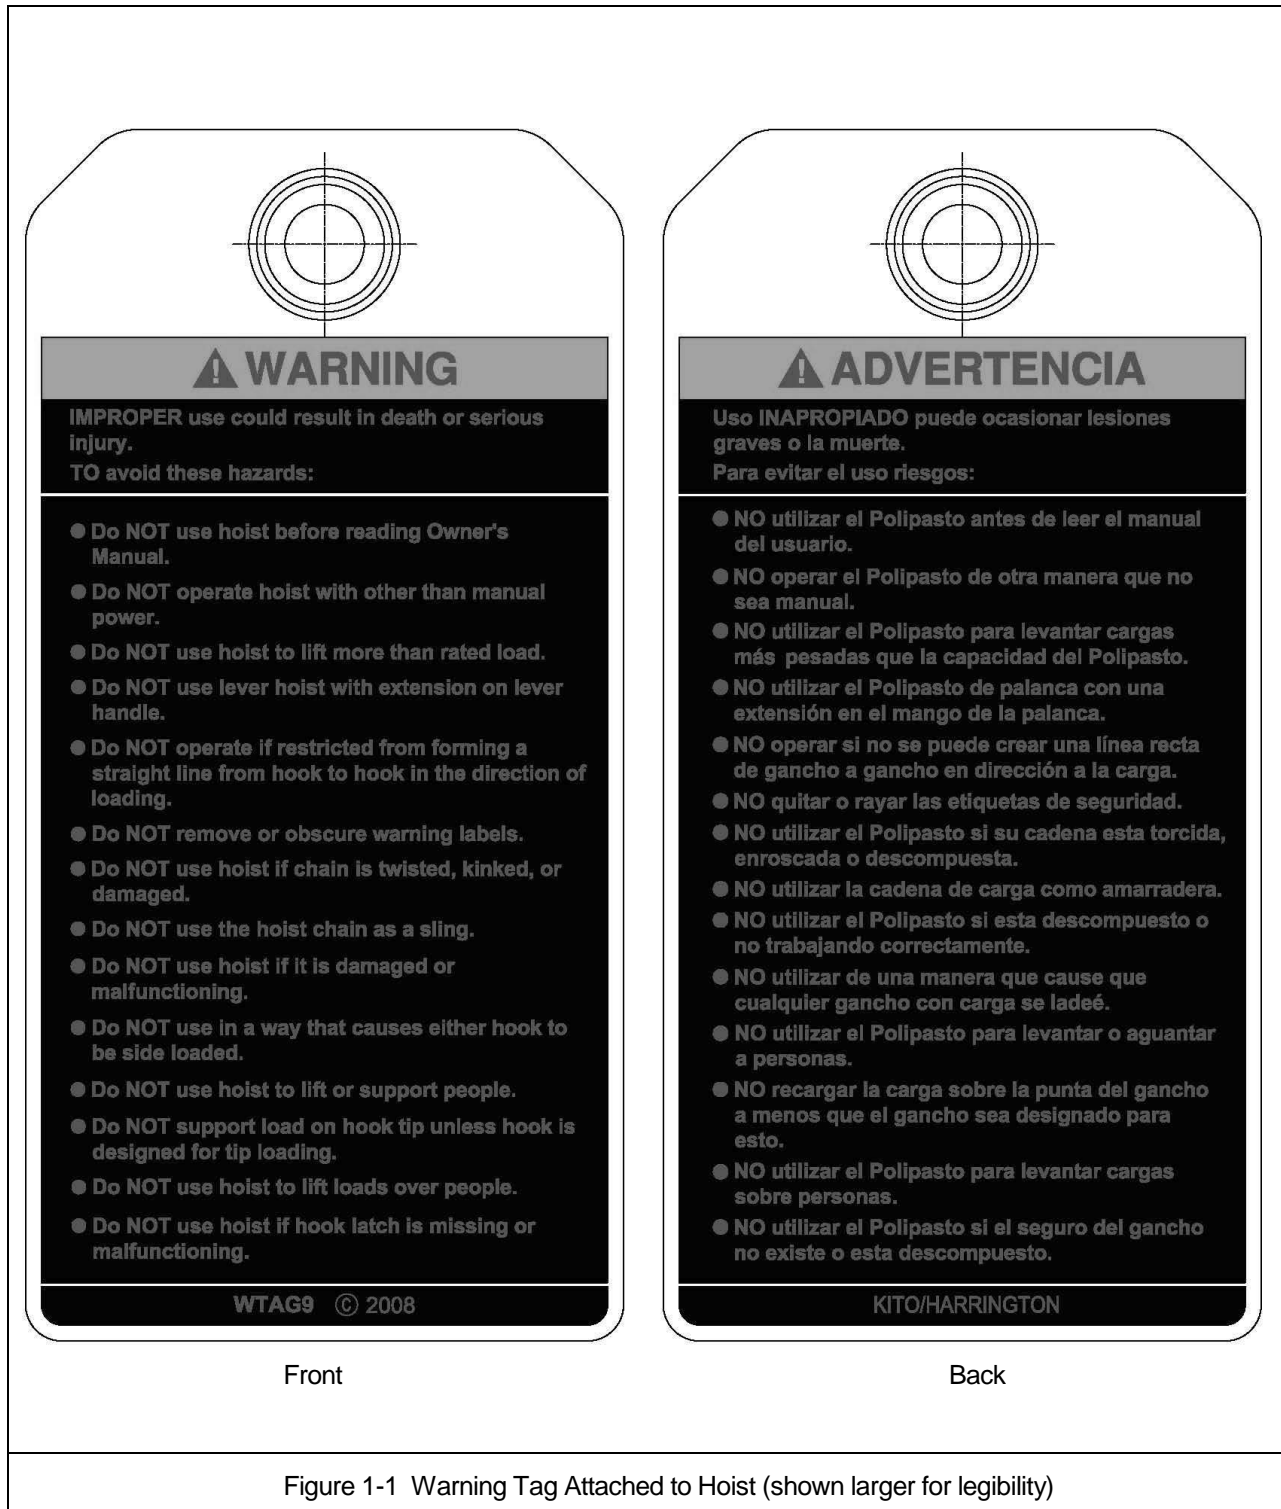 WARNING
IMPROPER use could result in death or serious
injury.
TO avoid these hazards:
● Do NOT use hoist before reading Owner's
Manual.
● Do NOT operate hoist with other than manual
power.
● Do NOT use hoist to lift more than rated load.
● Do NOT use lever hoist with extension on lever
handle.
● Do NOT operate if restricted from forming a
straight line from hook to hook in the direction of
loading.
● Do NOT remove or obscure warning labels.
● Do NOT use hoist if chain is twisted, kinked, or
damaged.
● Do NOT use the hoist chain as a sling.
● Do NOT use hoist if it is damaged or
malfunctioning.
● Do NOT use in a way that causes either hook to
be side loaded.
● Do NOT use hoist to lift or support people.
● Do NOT support load on hook tip unless hook is
designed for tip loading.
● Do NOT use hoist to lift loads over people.
● Do NOT use hoist if hook latch is missing or
malfunctioning.
WTAG9 © 2008
Front
ADVERTENCIA
Uso INAPROPIADO puede ocasionar lesiones
graves o la muerte.
Para evitar el uso riesgos:
● NO utilizar el Polipasto antes de leer el manual
del usuario.
● NO operar el Polipasto de otra manera que no
sea manual.
● NO utilizar el Polipasto para levantar cargas
más pesadas que la capacidad del Polipasto.
● NO utilizar el Polipasto de palanca con una
extensión en el mango de la palanca.
● NO operar si no se puede crear una línea recta
de gancho a gancho en dirección a la carga.
● NO quitar o rayar las etiquetas de seguridad.
● NO utilizar el Polipasto si su cadena esta torcida,
enroscada o descompuesta.
● NO utilizar la cadena de carga como amarradera.
● NO utilizar el Polipasto si esta descompuesto o
no trabajando correctamente.
● NO utilizar de una manera que cause que
cualquier gancho con carga se ladeé.
● NO utilizar el Polipasto para levantar o aguantar
a personas.
● NO recargar la carga sobre la punta del gancho
a menos que el gancho sea designado para
esto.
● NO utilizar el Polipasto para levantar cargas
sobre personas.
● NO utilizar el Polipasto si el seguro del gancho
no existe o esta descompuesto.
KITO/HARRINGTON
Back
Figure 1-1 Warning Tag Attached to Hoist (shown larger for legibility)